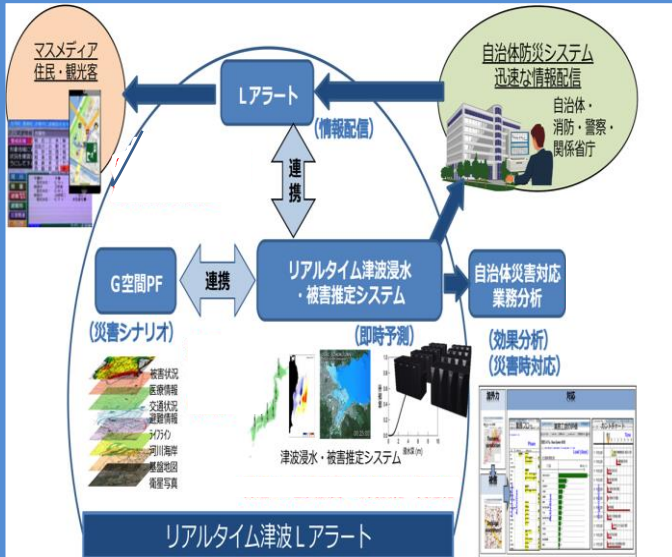 マスメディア
住民・観光客
自治体防災システム
迅速な情報配信
自治体・
消防・警察・
関係省庁
Lアラート
(情報配信)
連携
G空間PF
連携
リアルタイム津波浸水
・被害推定システム
自治体災害対応
業務分析
(災害シナリオ)
(即時予測)
(効果分析)
(災害時対応)
被害状況
医療情報
交通状況
避難情報
ライフライン
河川海岸
基盤地図
衛星写真
津波浸水・被害推定システム
対応
リアルタイム津波Lアラート